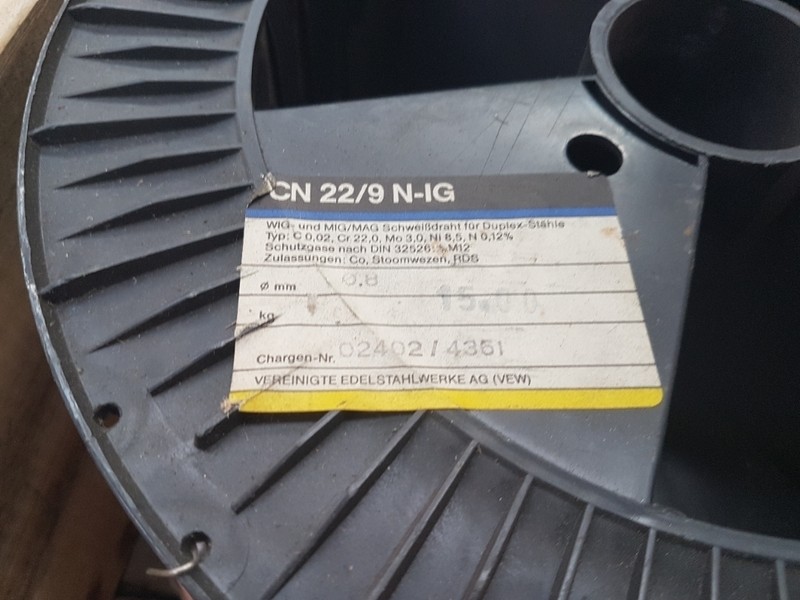 CN 22/9 N-IG
WIG- und MIG/MAG Schweißdraht für Duplex-Stähle
Typ: C 0,02, Cr 22,0, Mo 3,0, Ni 8,5, N 0,12%
Schutzgase nach DIN 32526: M12
Zulassungen: Co, Stoomwezen, RDS
Ø mm 0.8
kg 15.00
Chargen-Nr. 02402/4351
VEREINIGTE EDELSTAHLWERKE AG (VEW)